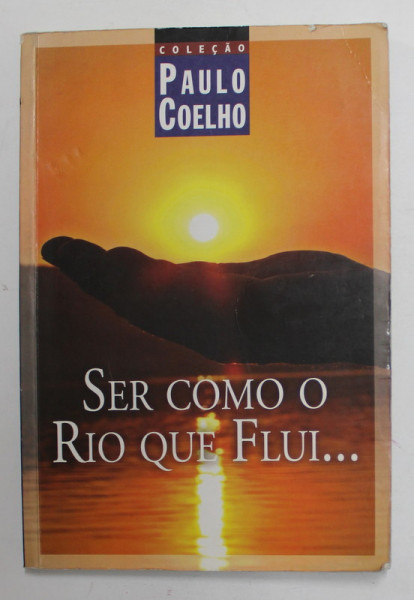 COLEÇÃO
PAULO
COELHO
SER COMO O
RIO QUE FLUI...